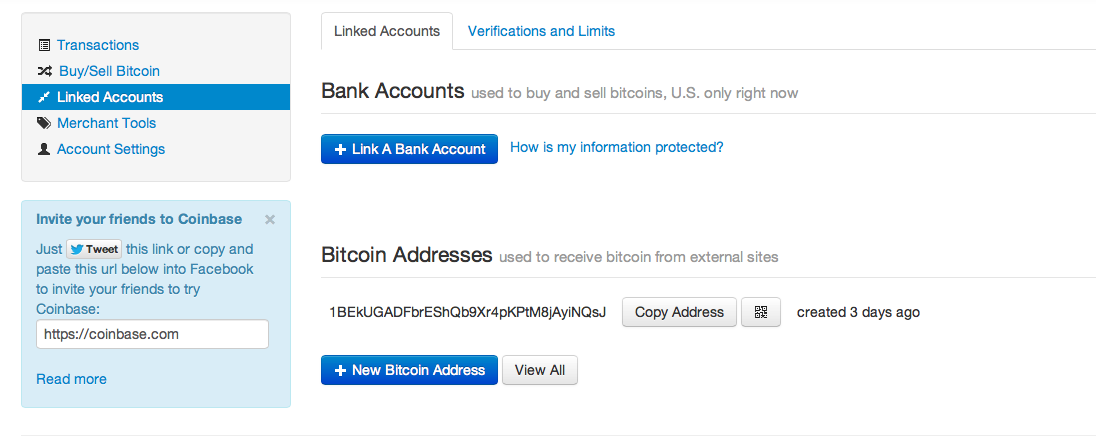 Transactions
Buy/Sell Bitcoin
Linked Accounts
Merchant Tools
Account Settings
Invite your friends to Coinbase ×
Just Tweet this link or copy and
paste this url below into Facebook
to invite your friends to try
Coinbase:
https://coinbase.com
Read more
Linked Accounts Verifications and Limits
Bank Accounts used to buy and sell bitcoins, U.S. only right now
+ Link A Bank Account How is my information protected?
Bitcoin Addresses used to receive bitcoin from external sites
1BEkUGADFbrEShQb9Xr4pKPtM8jAyiNQsJ Copy Address created 3 days ago
+ New Bitcoin Address View All